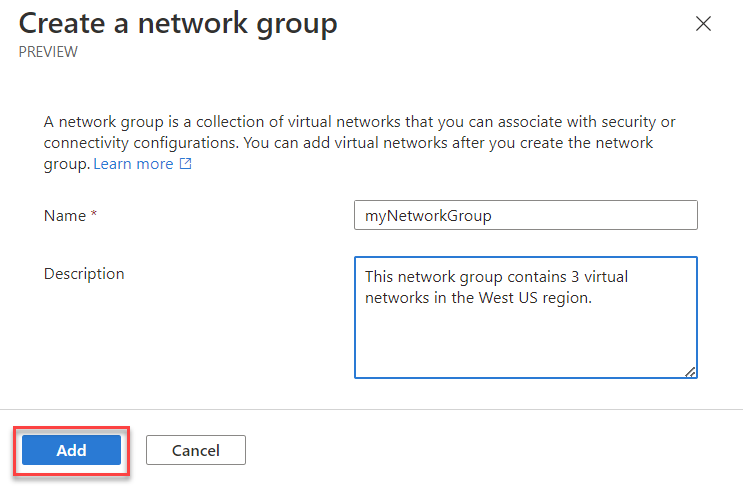 Create a network group
PREVIEW
A network group is a collection of virtual networks that you can associate with security or
connectivity configurations. You can add virtual networks after you create the network
group. Learn more
Name *
myNetworkGroup
Description
This network group contains 3 virtual
networks in the West US region.
Add
Cancel